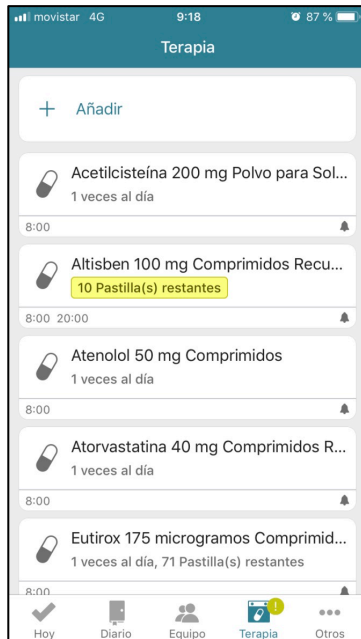 movistar 4G 9:18 87 %
Terapia
+ Añadir
Acetilcisteína 200 mg Polvo para Sol...
1 veces al día
8:00
Altisben 100 mg Comprimidos Recu...
10 Pastilla(s) restantes
8:00 20:00
Atenolol 50 mg Comprimidos
1 veces al día
8:00
Atorvastatina 40 mg Comprimidos R...
1 veces al día
8:00
Eutirox 175 microgramos Comprimid...
1 veces al día, 71 Pastilla(s) restantes
8:00
Hoy Diario Equipo Terapia Otros